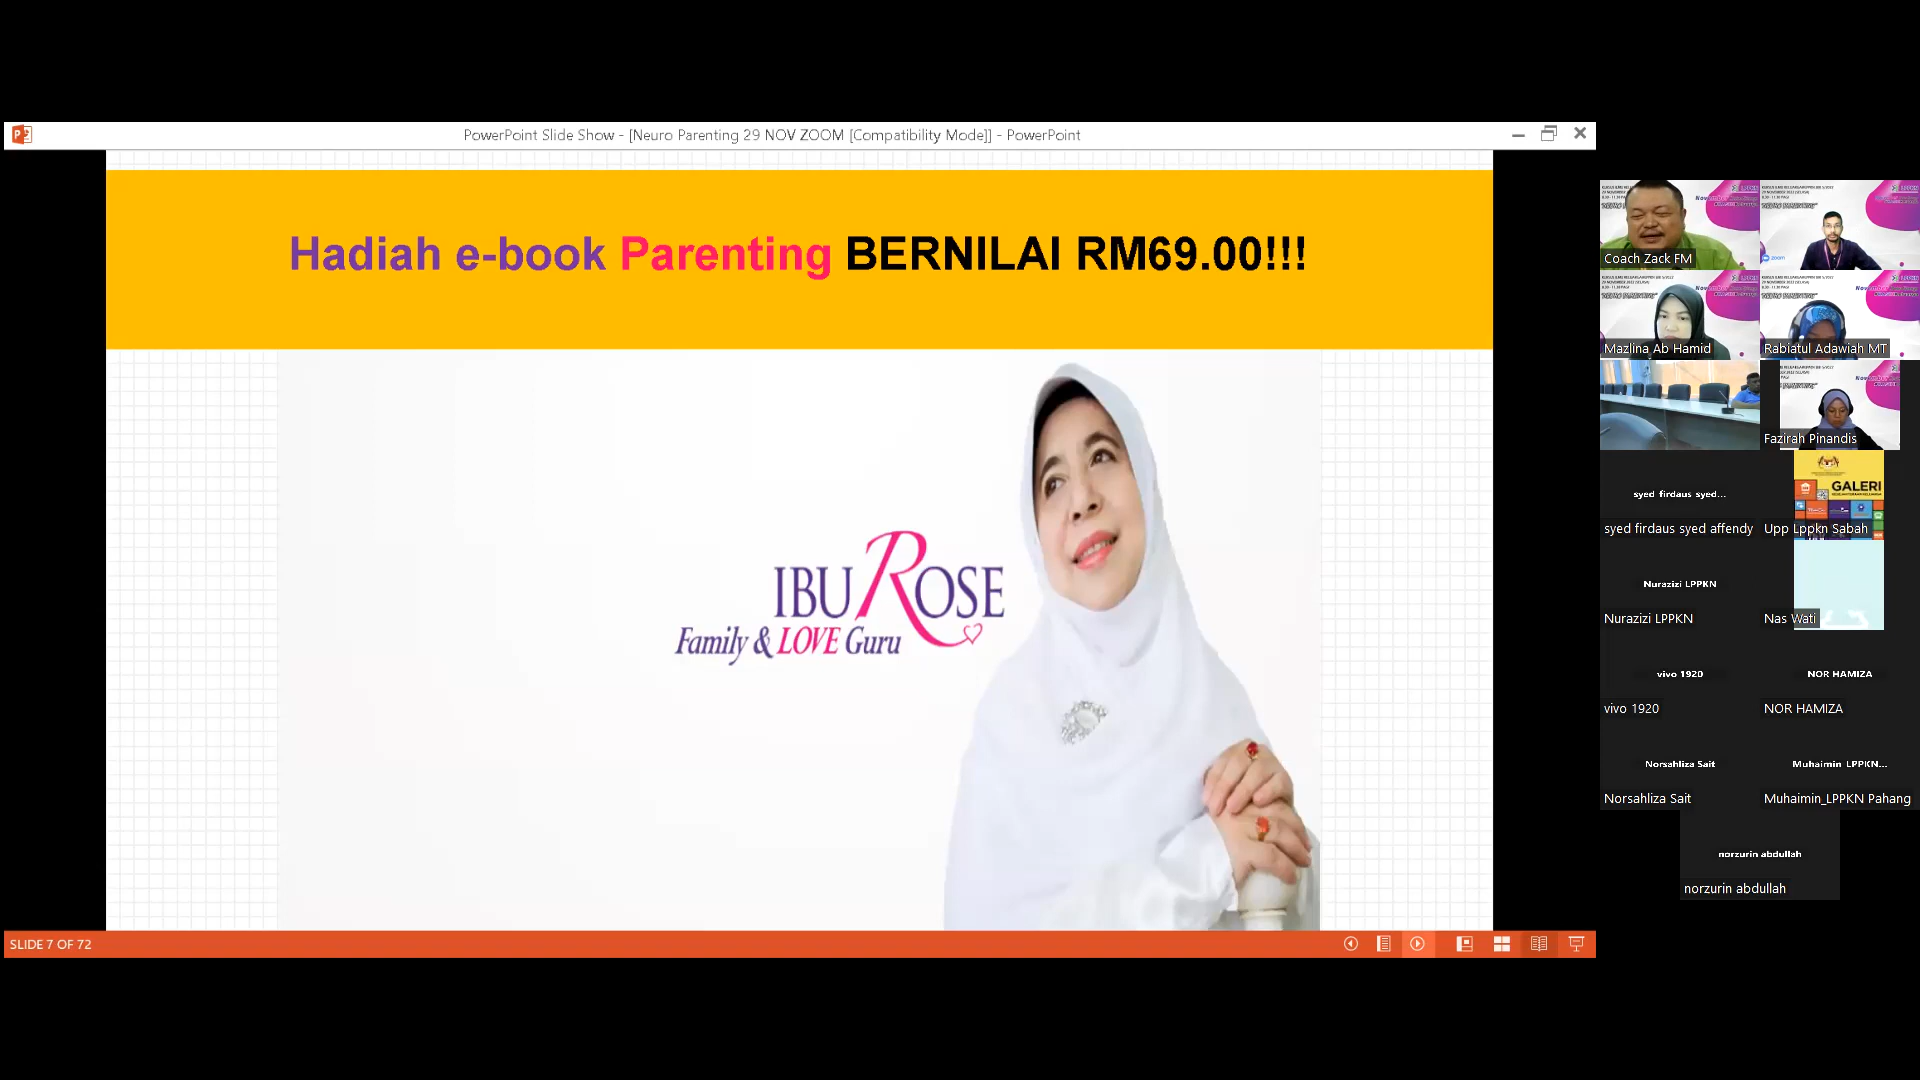 PowerPoint Slide Show - [Neuro Parenting 29 NOV ZOOM [Compatibility Mode]] - PowerPoint
Hadiah e-book Parenting BERNILAI RM69.00!!!
IBU ROSE
Family & LOVE Guru
SLIDE 7 OF 72
Coach Zack FM
zoom
Mazlina Ab Hamid
Rabiatul Adawiah MT
Fazirah Pinandis
syed firdaus syed...
syed firdaus syed affendy
GALERI
Upp Lppkn Sabah
Nurazizi LPPKN
Nurazizi LPPKN
Nas Wati
vivo 1920
vivo 1920
NOR HAMIZA
NOR HAMIZA
Norsahliza Sait
Norsahliza Sait
Muhaimin LPPKN...
Muhaimin_LPPKN Pahang
norzurin abdullah
norzurin abdullah